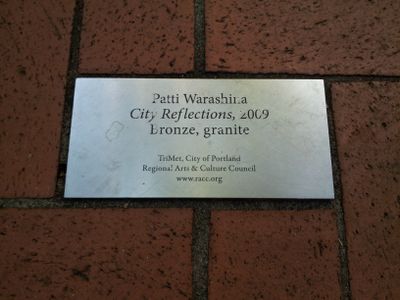 Patti Warashina
City Reflections, 2009
Bronze, granite
TriMet, City of Portland
Regional Arts & Culture Council
www.racc.org